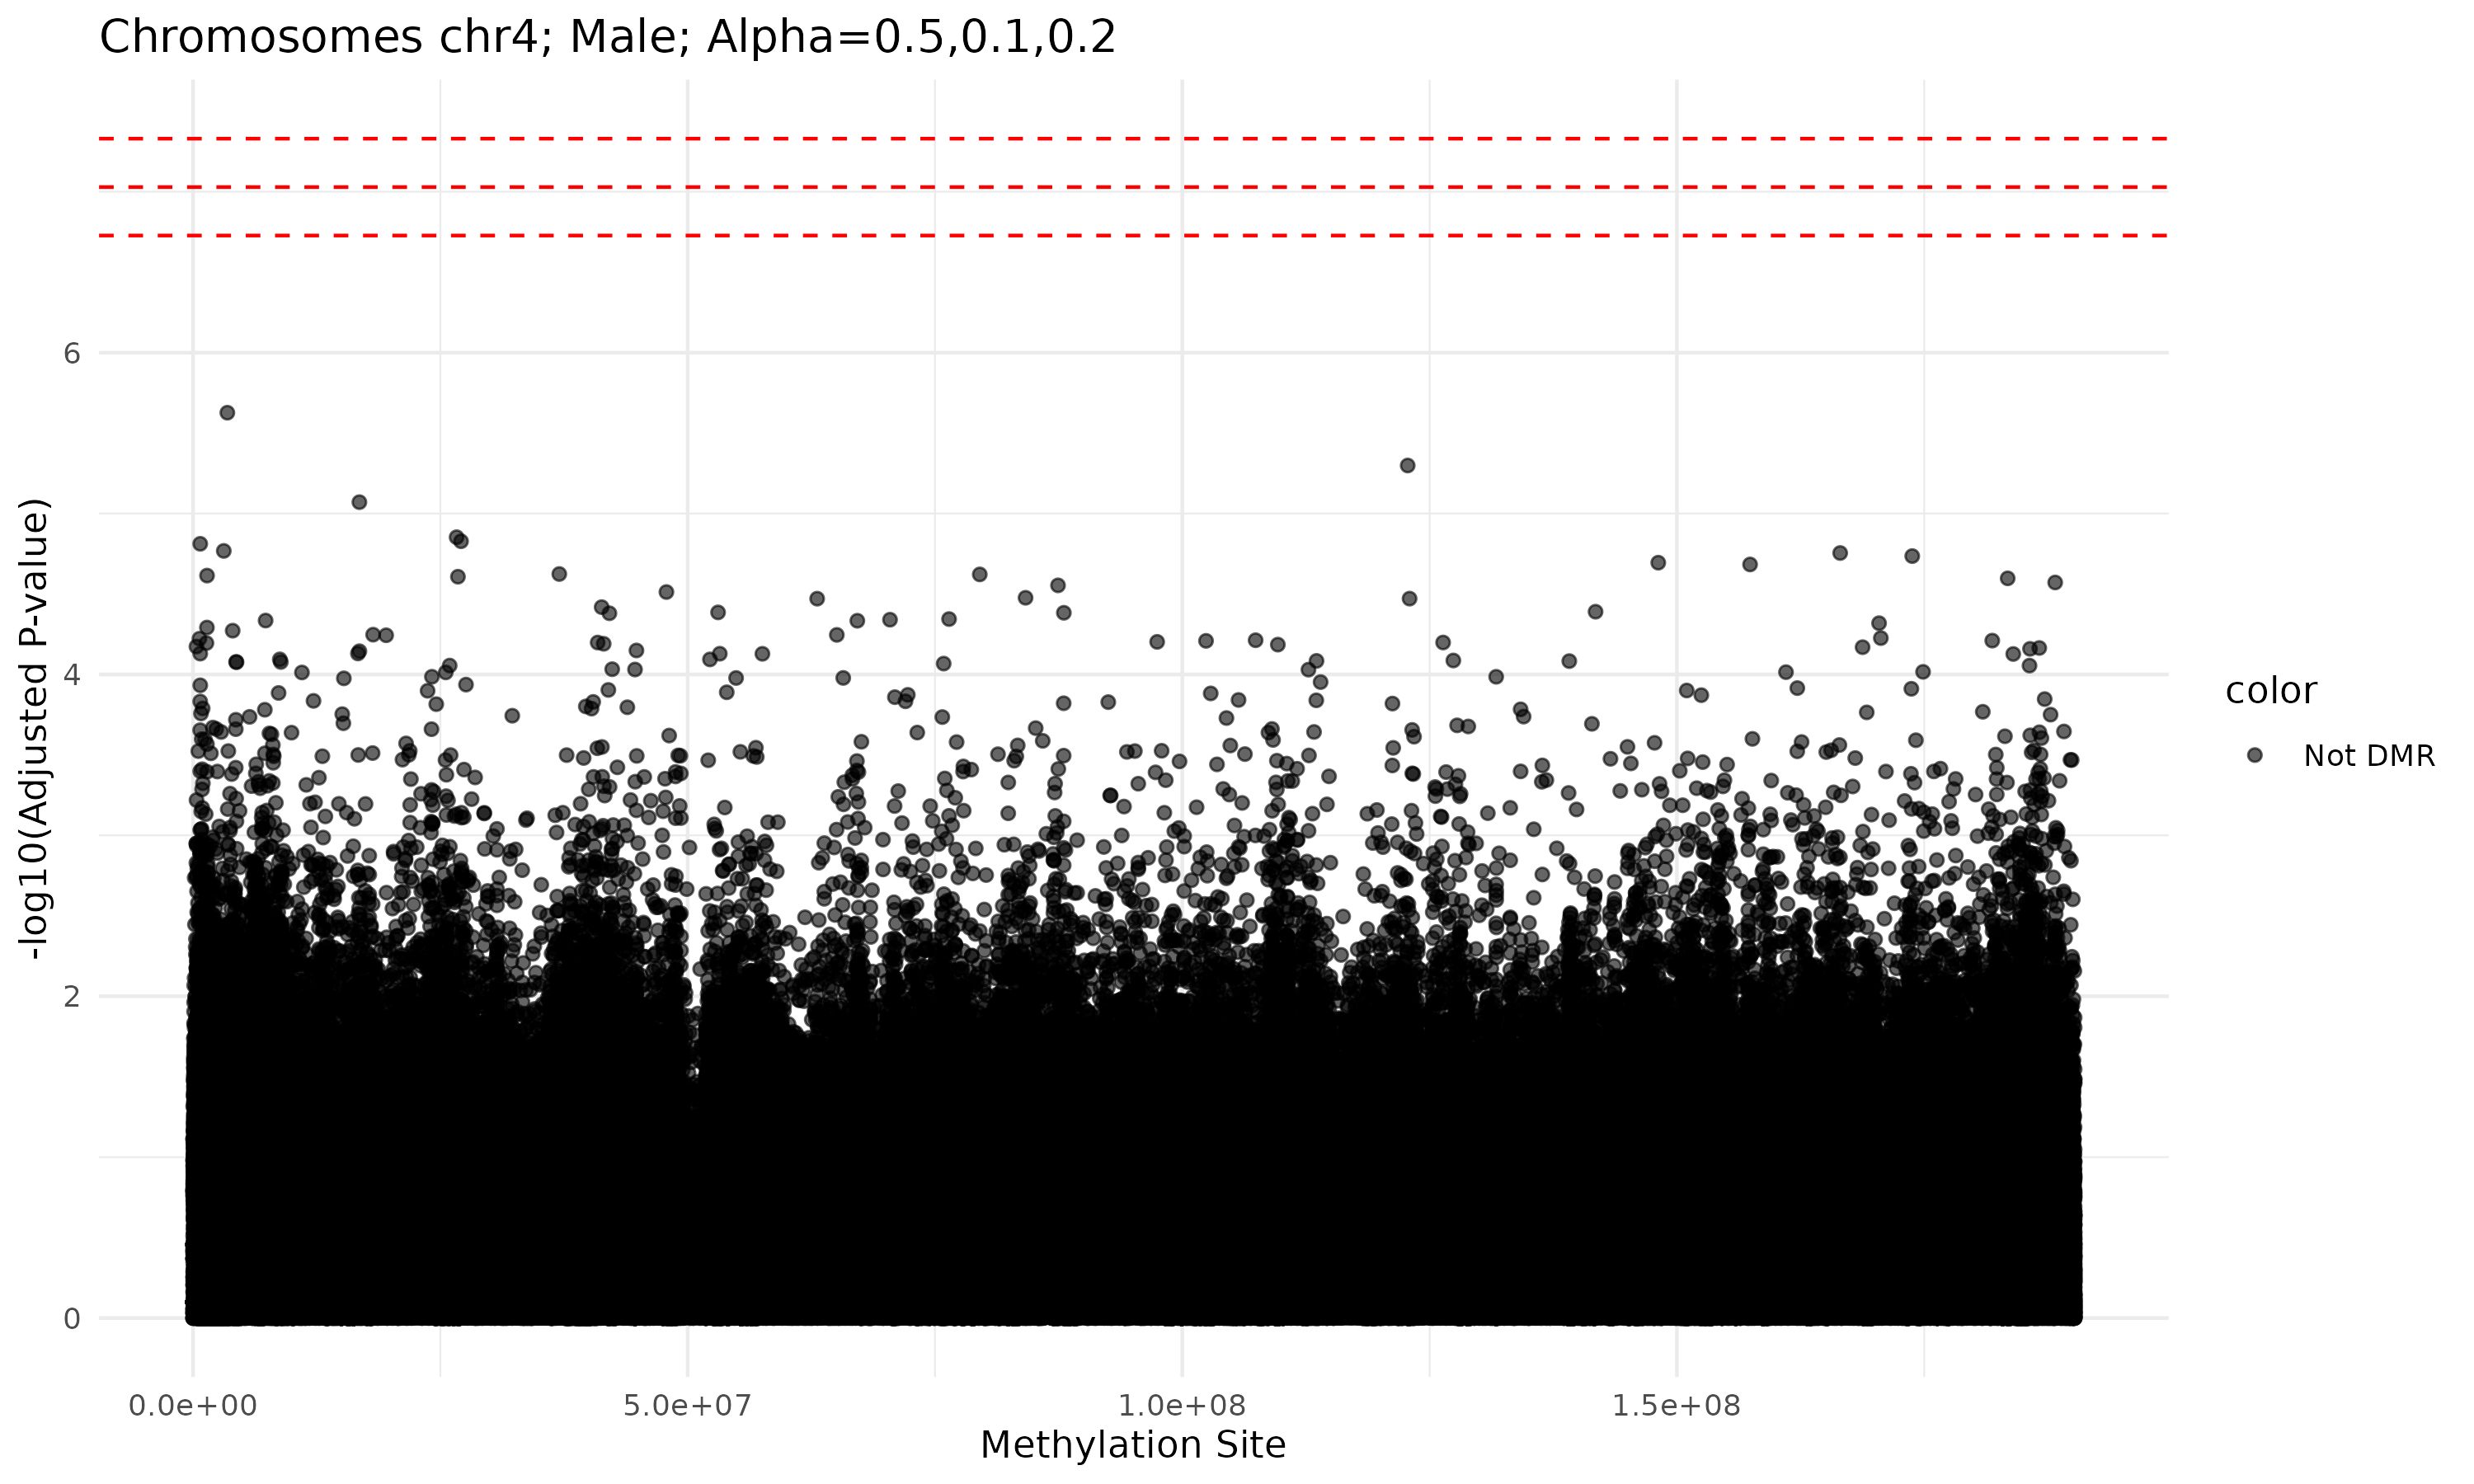 Chromosomes chr4; Male; Alpha=0.5,0.1,0.2
-log10(Adjusted P-value)
6
4
2
0
0.0e+00
5.0e+07
1.0e+08
1.5e+08
Methylation Site
color
Not DMR